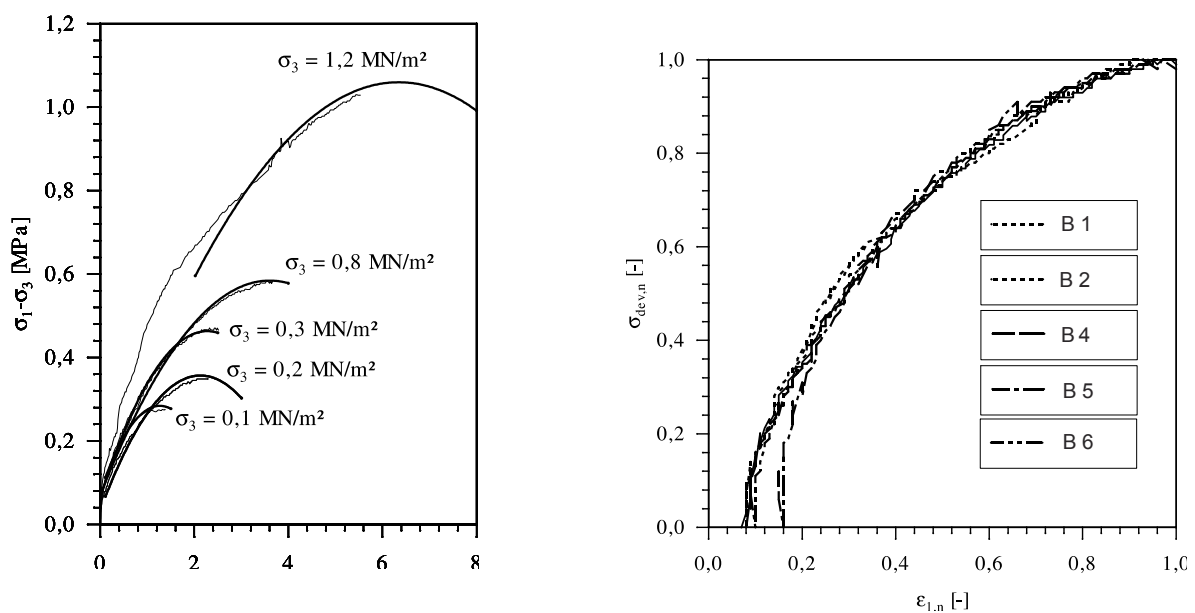 1,2
1,0
0,8
0,6
0,4
0,2
0,0
σ1-σ3 [MPa]
σ3 = 1,2 MN/m²
σ3 = 0,8 MN/m²
σ3 = 0,3 MN/m²
σ3 = 0,2 MN/m²
σ3 = 0,1 MN/m²
0 2 4 6 8
1,0
0,8
0,6
0,4
0,2
0,0
σdev,n [-]
B 1
B 2
B 4
B 5
B 6
0,0 0,2 0,4 0,6 0,8 1,0
ε1,n [-]